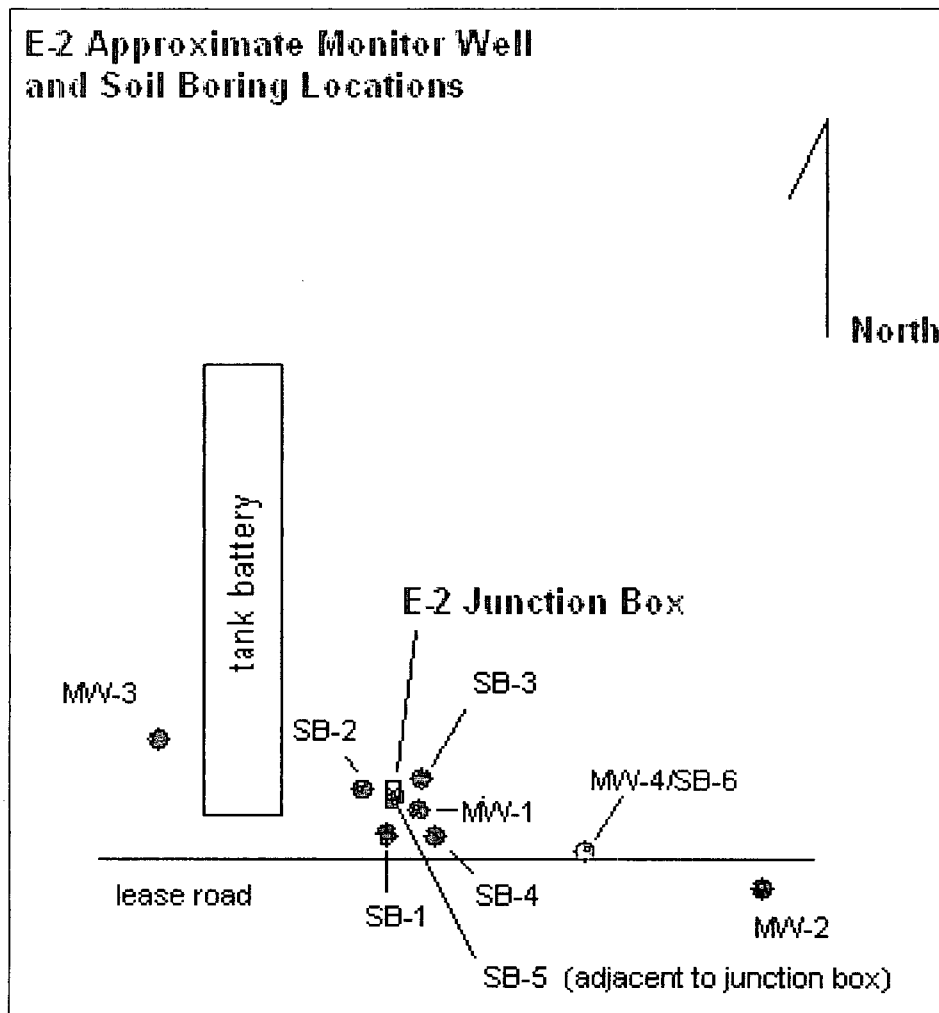 E-2 Approximate Monitor Well
and Soil Boring Locations
North
tank battery
E-2 Junction Box
MW-3
SB-3
SB-2
MW-4/SB-6
MW-1
lease road
SB-1
SB-4
MW-2
SB-5 (adjacent to junction box)